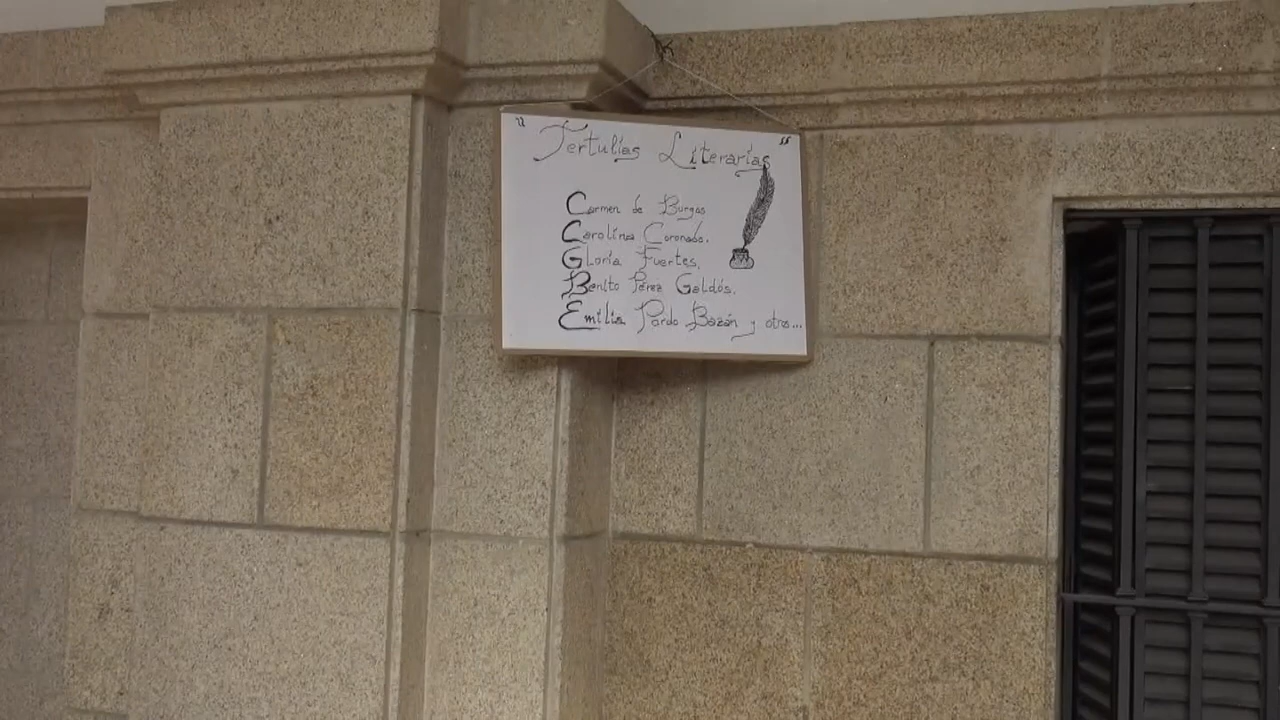 " Tertulias Literarias "
Carmen de Burgos
Carolina Coronado.
Gloria Fuertes.
Benito Pérez Galdós.
Emilia Pardo Bazán y otros...